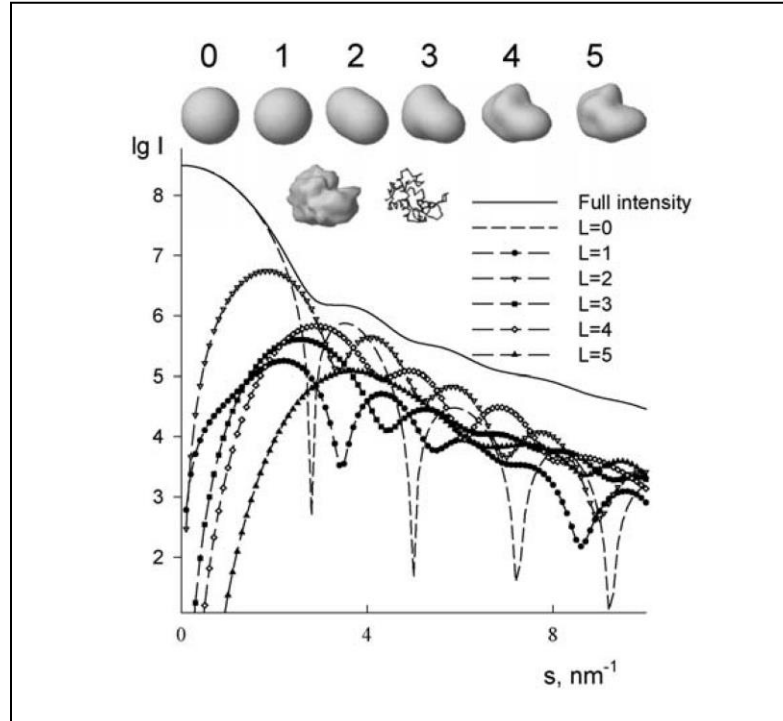 0 1 2 3 4 5
lg I
8
7
6
5
4
3
2
Full intensity
L=0
L=1
L=2
L=3
L=4
L=5
0 4 8
s, nm⁻¹